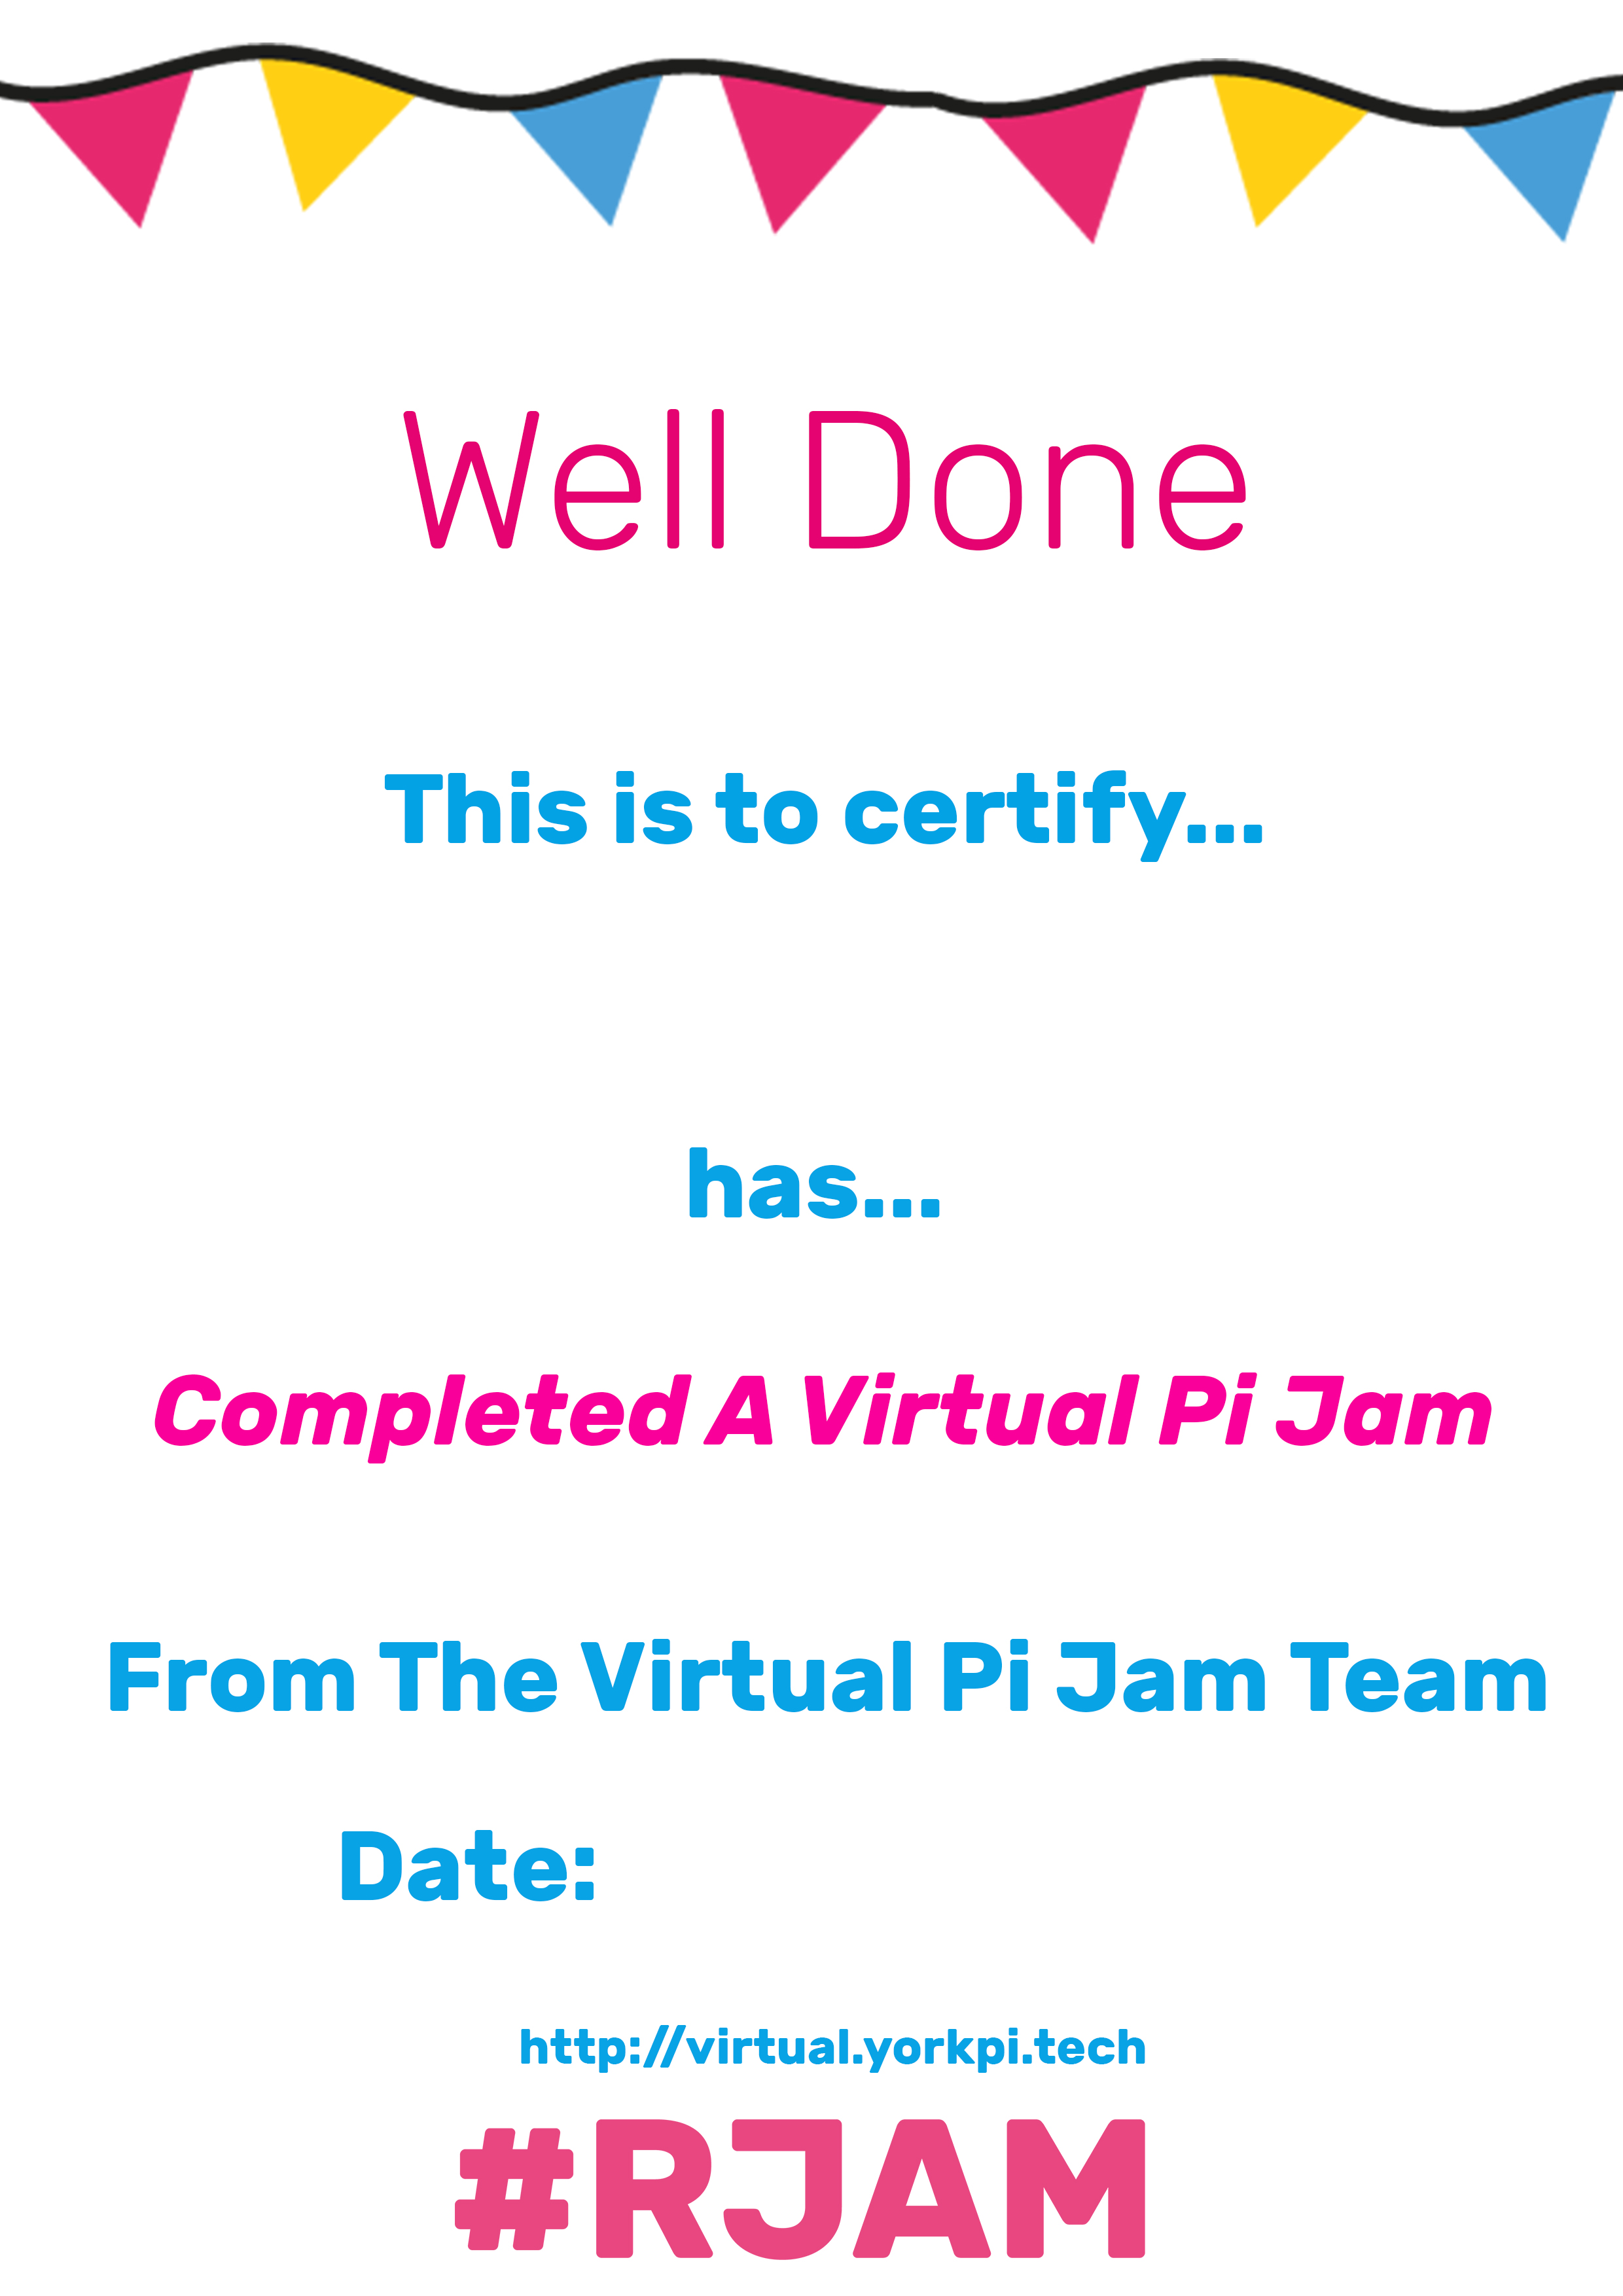 Well Done
This is to certify...
has...
Completed A Virtual Pi Jam
From The Virtual Pi Jam Team
Date:
http://virtual.yorkpi.tech
#RJAM